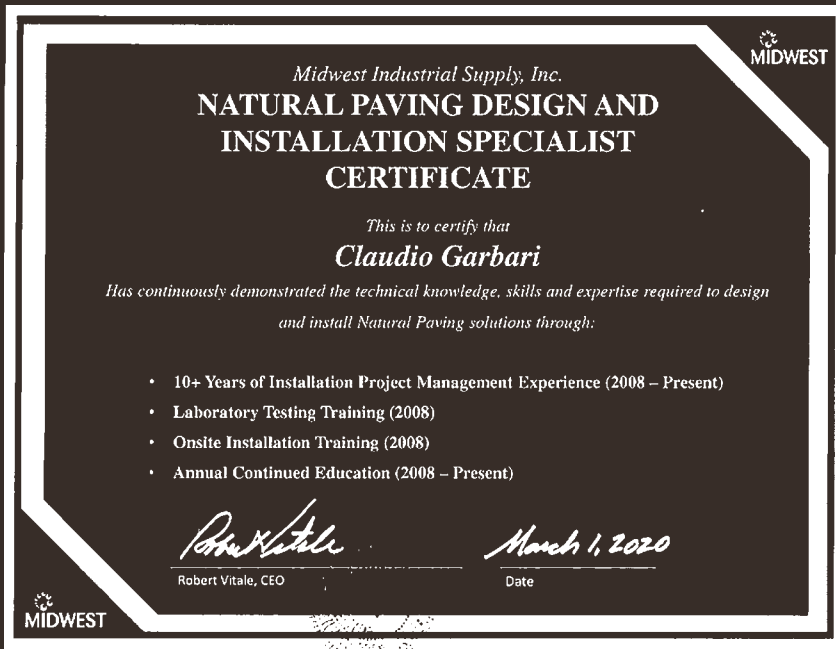 MIDWEST
Midwest Industrial Supply, Inc.
NATURAL PAVING DESIGN AND
INSTALLATION SPECIALIST
CERTIFICATE
This is to certify that
Claudio Garbari
Has continuously demonstrated the technical knowledge, skills and expertise required to design
and install Natural Paving solutions through:
• 10+ Years of Installation Project Management Experience (2008 – Present)
• Laboratory Testing Training (2008)
• Onsite Installation Training (2008)
• Annual Continued Education (2008 – Present)
Robert Vitale March 1, 2020
Robert Vitale, CEO Date
MIDWEST